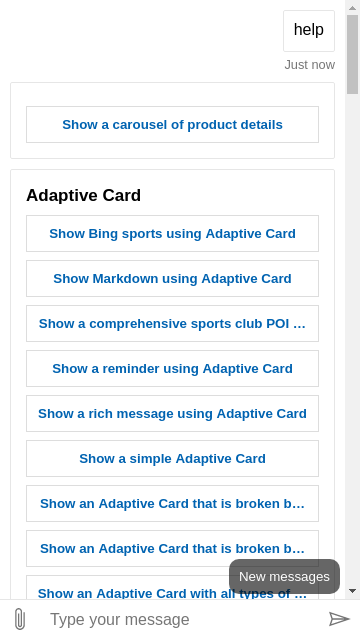 help
Just now
Show a carousel of product details
Adaptive Card
Show Bing sports using Adaptive Card
Show Markdown using Adaptive Card
Show a comprehensive sports club POI …
Show a reminder using Adaptive Card
Show a rich message using Adaptive Card
Show a simple Adaptive Card
Show an Adaptive Card that is broken b…
Show an Adaptive Card that is broken b…
New messages
Show an Adaptive Card with all types of …
Type your message